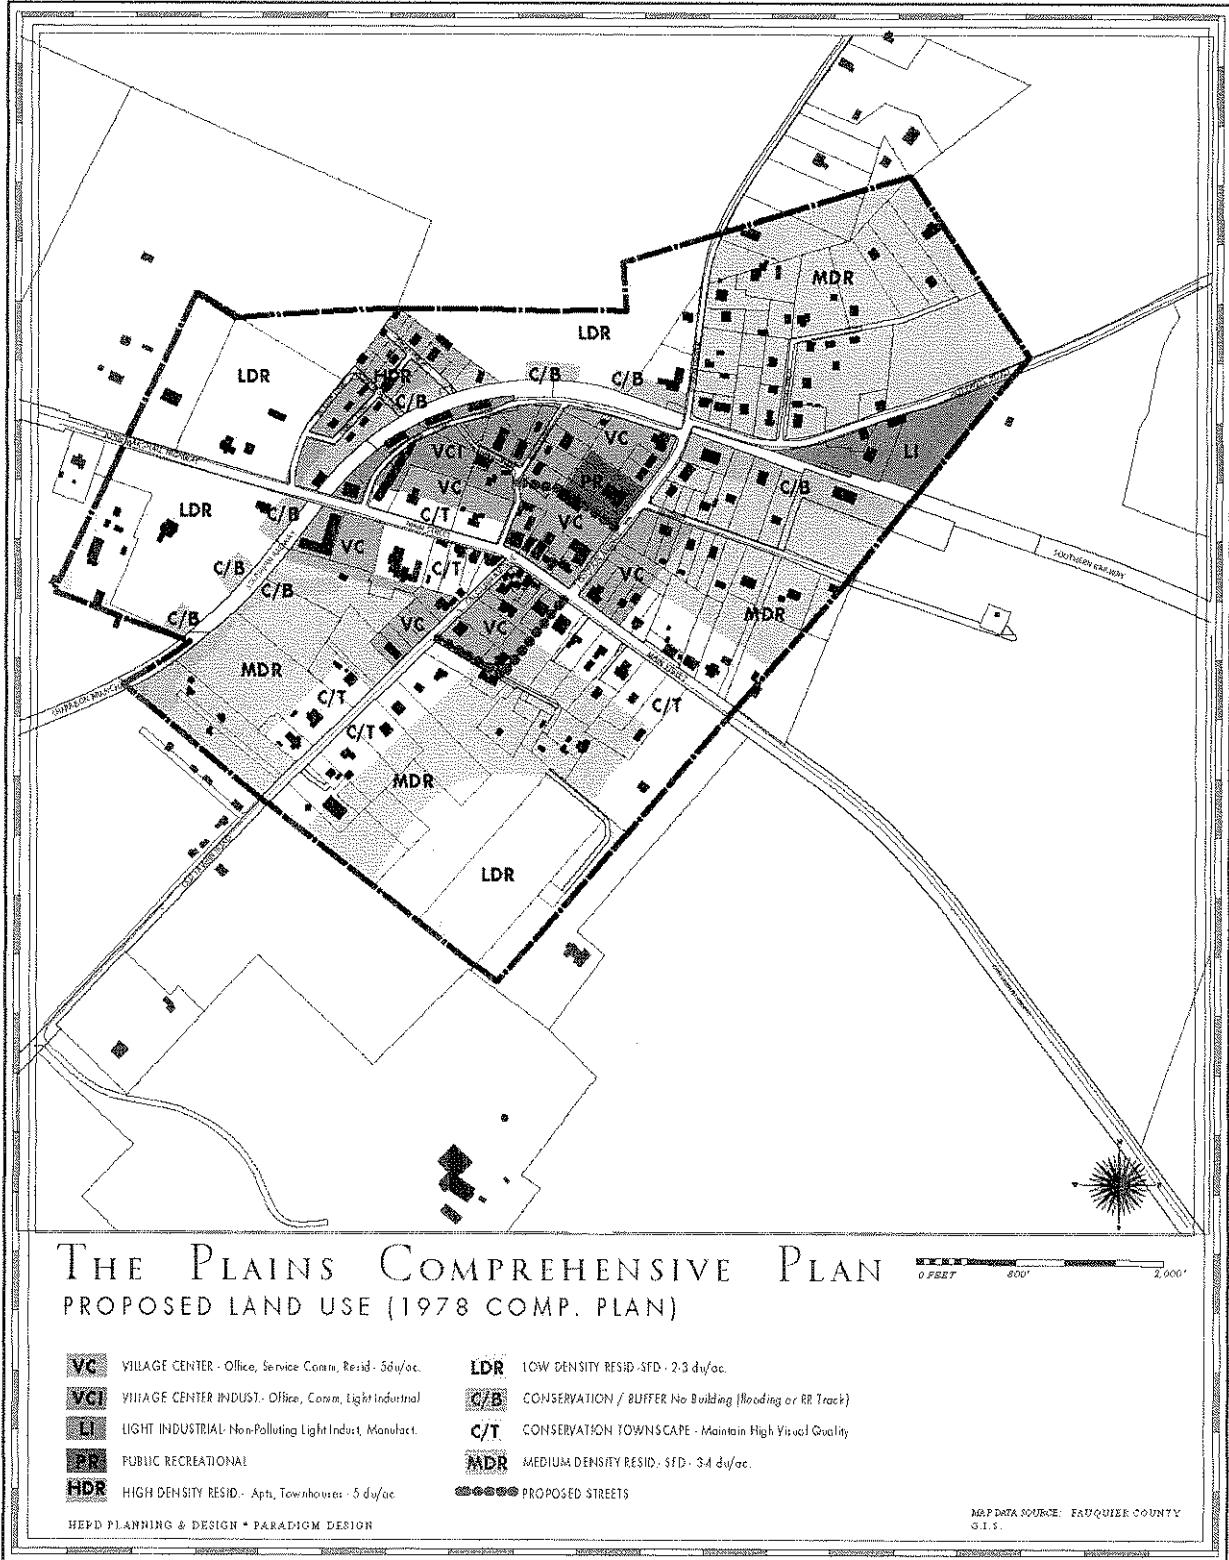 MDR
LDR
LDR
C/B
C/B
HDR
C/B
VC
VCI
LI
VC
PR
C/B
LDR
C/T
C/B
VC
VC
MAIN STREET
SOUTHERN RAILWAY
C/T
C/B
VC
C/B
MDR
C/B
VC
VC
MDR
MAIN STREET
C/T
C/T
C/T
MDR
LDR
THE PLAINS COMPREHENSIVE PLAN
PROPOSED LAND USE (1978 COMP. PLAN)
0 FEET 800' 2,000'
VC VILLAGE CENTER - Office, Service Comm, Resid - 5du/ac.
VCI VILLAGE CENTER INDUST.- Office, Comm, Light Industrial
LI LIGHT INDUSTRIAL- Non-Polluting Light Indust, Manufact.
PR PUBLIC RECREATIONAL
HDR HIGH DENSITY RESID.- Apts, Townhouses - 5 du/ac
LDR LOW DENSITY RESID -SFD - 2-3 du/ac.
C/B CONSERVATION / BUFFER No Building (flooding or RR Track)
C/T CONSERVATION TOWNSCAPE - Maintain High Visual Quality
MDR MEDIUM DENSITY RESID.- SFD - 3-4 du/ac.
PROPOSED STREETS
HEPD PLANNING & DESIGN * PARADIGM DESIGN
MAP DATA SOURCE: FAUQUIER COUNTY
G.I.S.